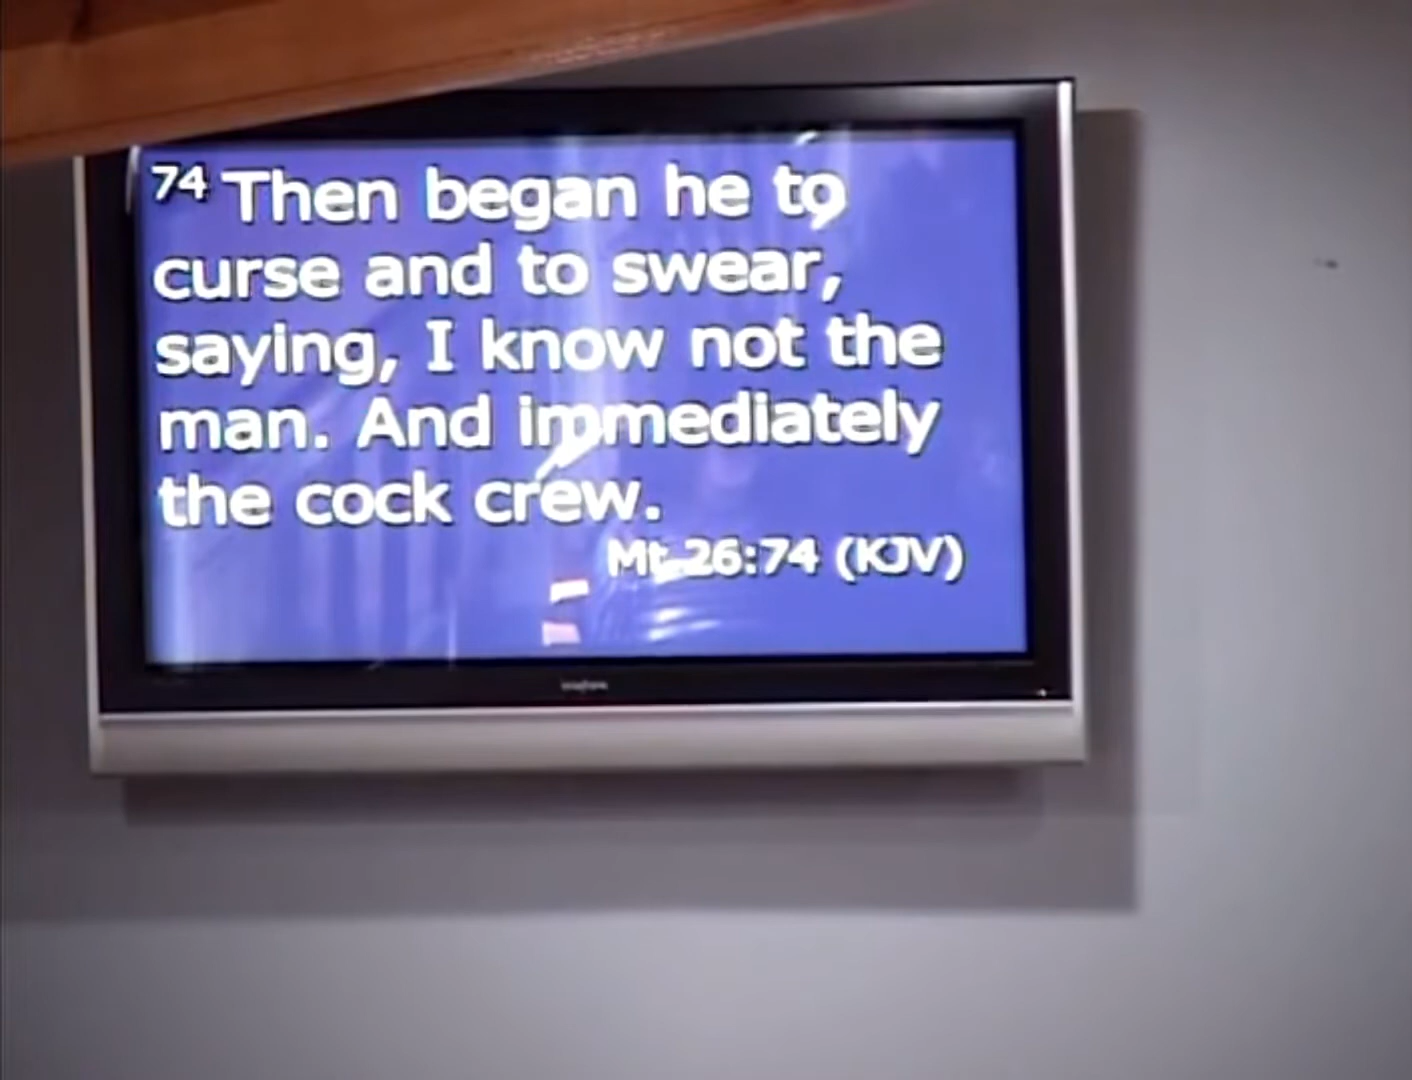 74 Then began he to
curse and to swear,
saying, I know not the
man. And immediately
the cock crew.
Mt.26:74 (KJV)